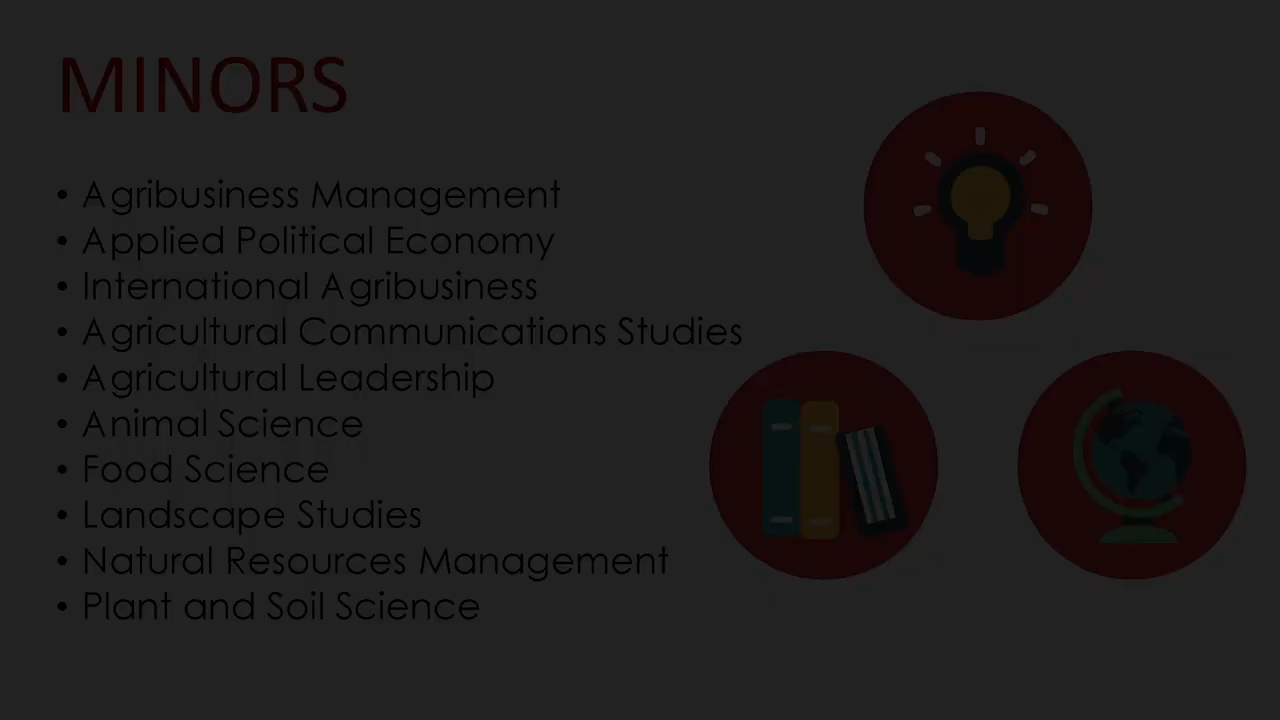 MINORS
• Agribusiness Management
• Applied Political Economy
• International Agribusiness
• Agricultural Communications Studies
• Agricultural Leadership
• Animal Science
• Food Science
• Landscape Studies
• Natural Resources Management
• Plant and Soil Science